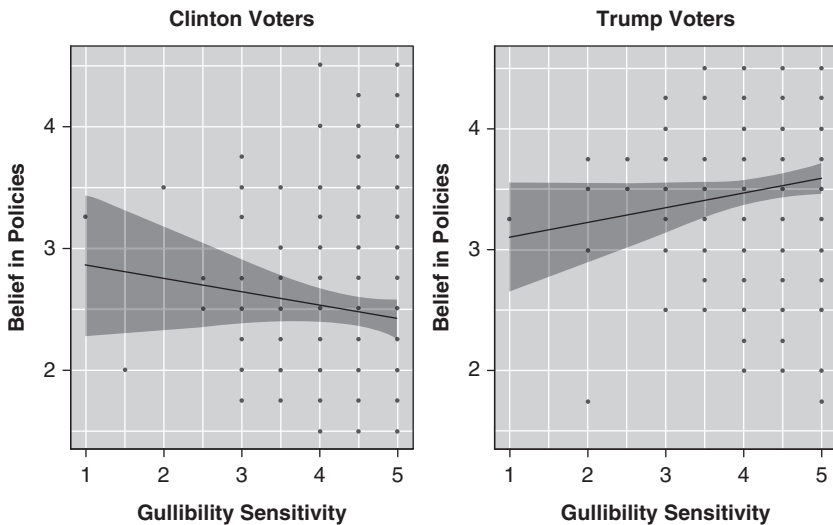 Clinton Voters
Belief in Policies
4
3
2
1 2 3 4 5
Gullibility Sensitivity
Trump Voters
Belief in Policies
4
3
2
1 2 3 4 5
Gullibility Sensitivity